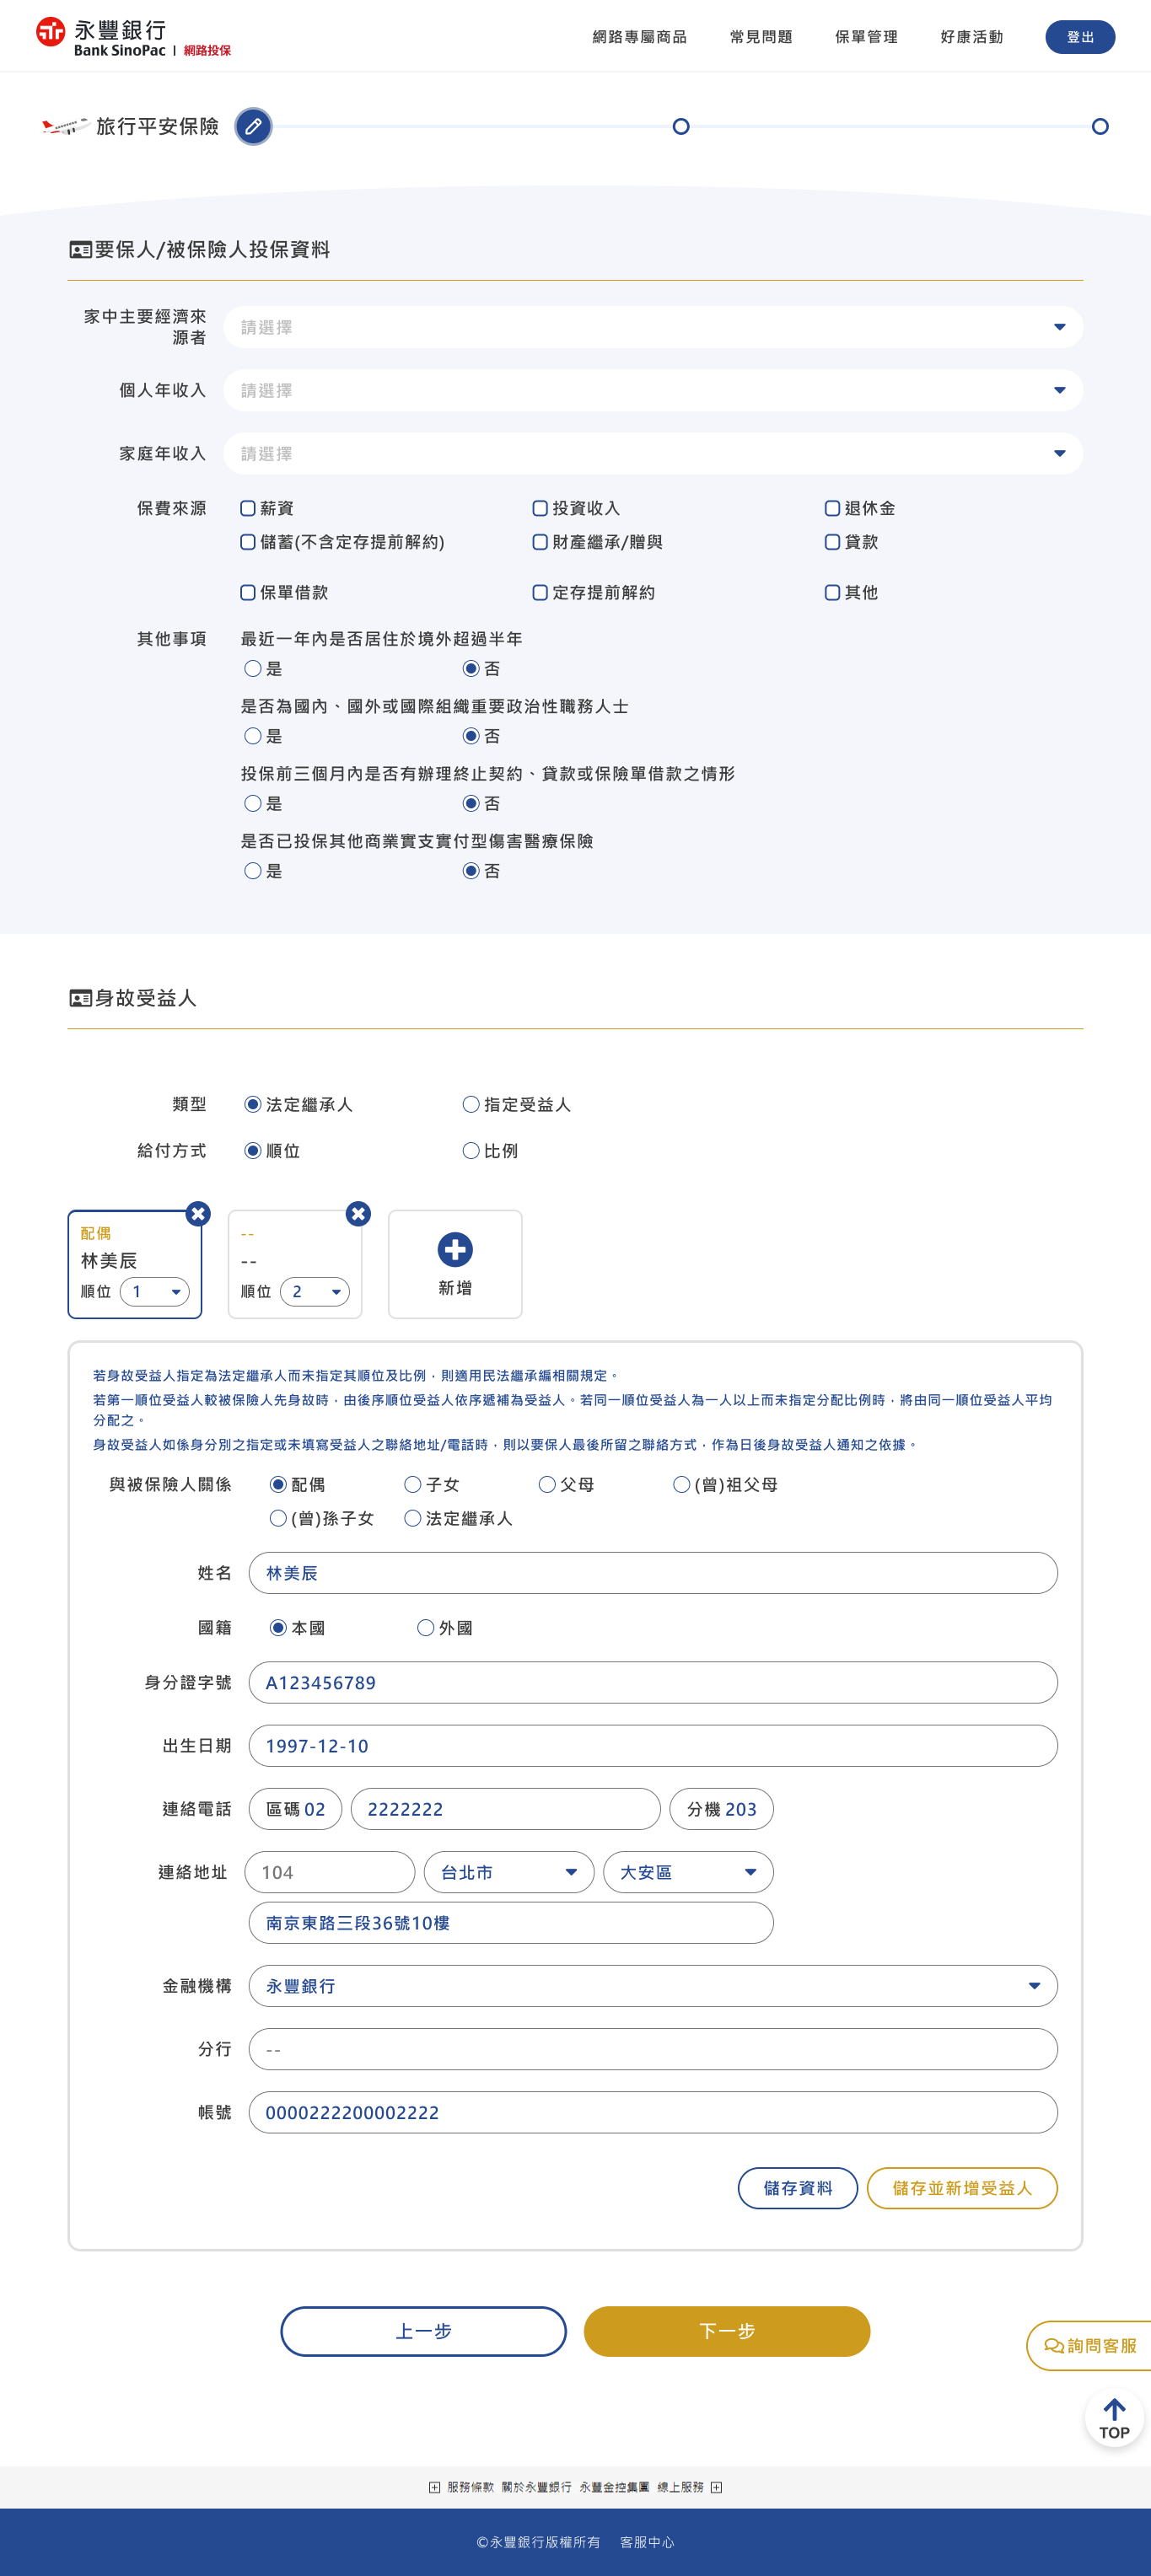 永豐銀行
Bank SinoPac | 網路投保
網路專屬商品 常見問題 保單管理 好康活動 登出
旅行平安保險
要保人/被保險人投保資料
家中主要經濟來
源者
請選擇
個人年收入 請選擇
家庭年收入 請選擇
保費來源 薪資 投資收入 退休金
儲蓄(不含定存提前解約) 財產繼承/贈與 貸款
保單借款 定存提前解約 其他
其他事項 最近一年內是否居住於境外超過半年
是 否
是否為國內、國外或國際組織重要政治性職務人士
是 否
投保前三個月內是否有辦理終止契約、貸款或保險單借款之情形
是 否
是否已投保其他商業實支實付型傷害醫療保險
是 否
身故受益人
類型 法定繼承人 指定受益人
給付方式 順位 比例
配偶
林美辰
順位 1
--
--
順位 2
新增
若身故受益人指定為法定繼承人而未指定其順位及比例，則適用民法繼承編相關規定。
若第一順位受益人較被保險人先身故時，由後序順位受益人依序遞補為受益人。若同一順位受益人為一人以上而未指定分配比例時，將由同一順位受益人平均
分配之。
身故受益人如係身分別之指定或未填寫受益人之聯絡地址/電話時，則以要保人最後所留之聯絡方式，作為日後身故受益人通知之依據。
與被保險人關係 配偶 子女 父母 (曾)祖父母
(曾)孫子女 法定繼承人
姓名 林美辰
國籍 本國 外國
身分證字號 A123456789
出生日期 1997-12-10
連絡電話 區碼 02 2222222 分機 203
連絡地址 104 台北市 大安區
南京東路三段36號10樓
金融機構 永豐銀行
分行 --
帳號 0000222200002222
儲存資料 儲存並新增受益人
上一步 下一步
詢問客服
TOP
服務條款 關於永豐銀行 永豐金控集團 線上服務
©永豐銀行版權所有 客服中心